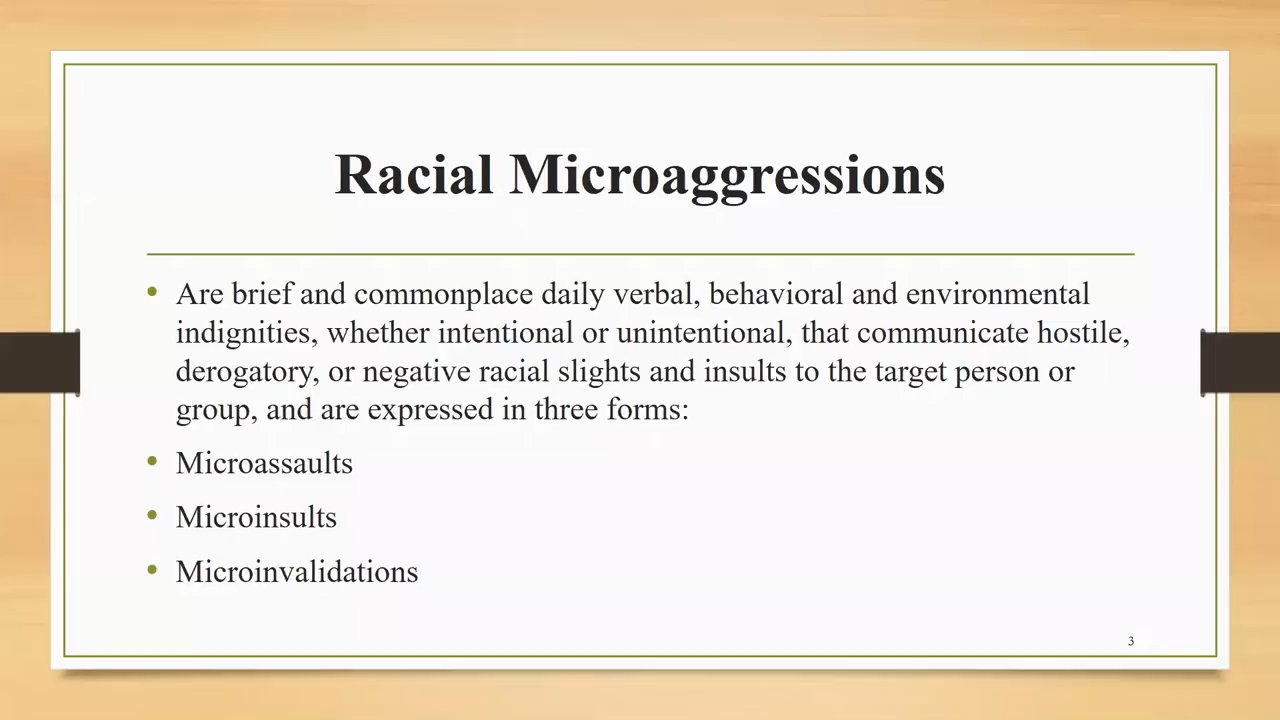 Racial Microaggressions
• Are brief and commonplace daily verbal, behavioral and environmental
indignities, whether intentional or unintentional, that communicate hostile,
derogatory, or negative racial slights and insults to the target person or
group, and are expressed in three forms:
• Microassaults
• Microinsults
• Microinvalidations
3